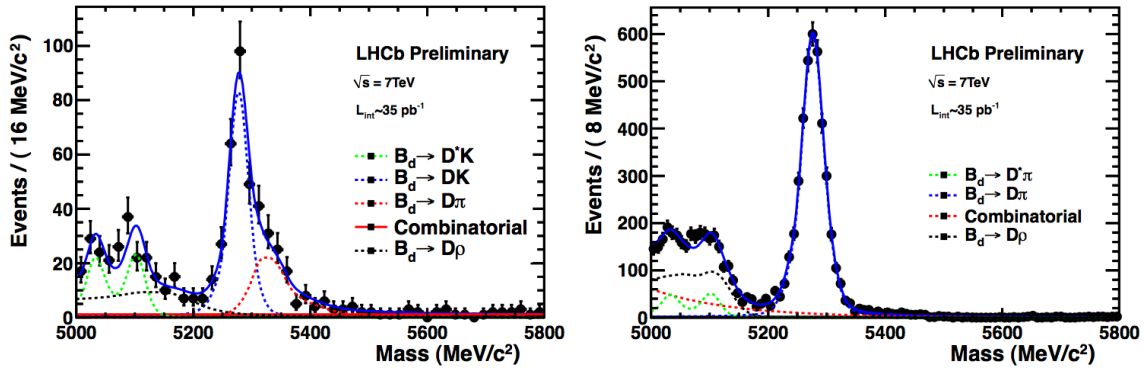 Events / ( 16 MeV/c²)
100
80
60
40
20
0
LHCb Preliminary
√s = 7TeV
L_int~35 pb⁻¹
B_d→ D*K
B_d→ DK
B_d→ Dπ
Combinatorial
B_d→ Dρ
5000 5200 5400 5600 5800
Mass (MeV/c²)
Events / ( 8 MeV/c²)
600
500
400
300
200
100
0
LHCb Preliminary
√s = 7TeV
L_int~35 pb⁻¹
B_d→ D*π
B_d→ Dπ
Combinatorial
B_d→ Dρ
5000 5200 5400 5600 5800
Mass (MeV/c²)